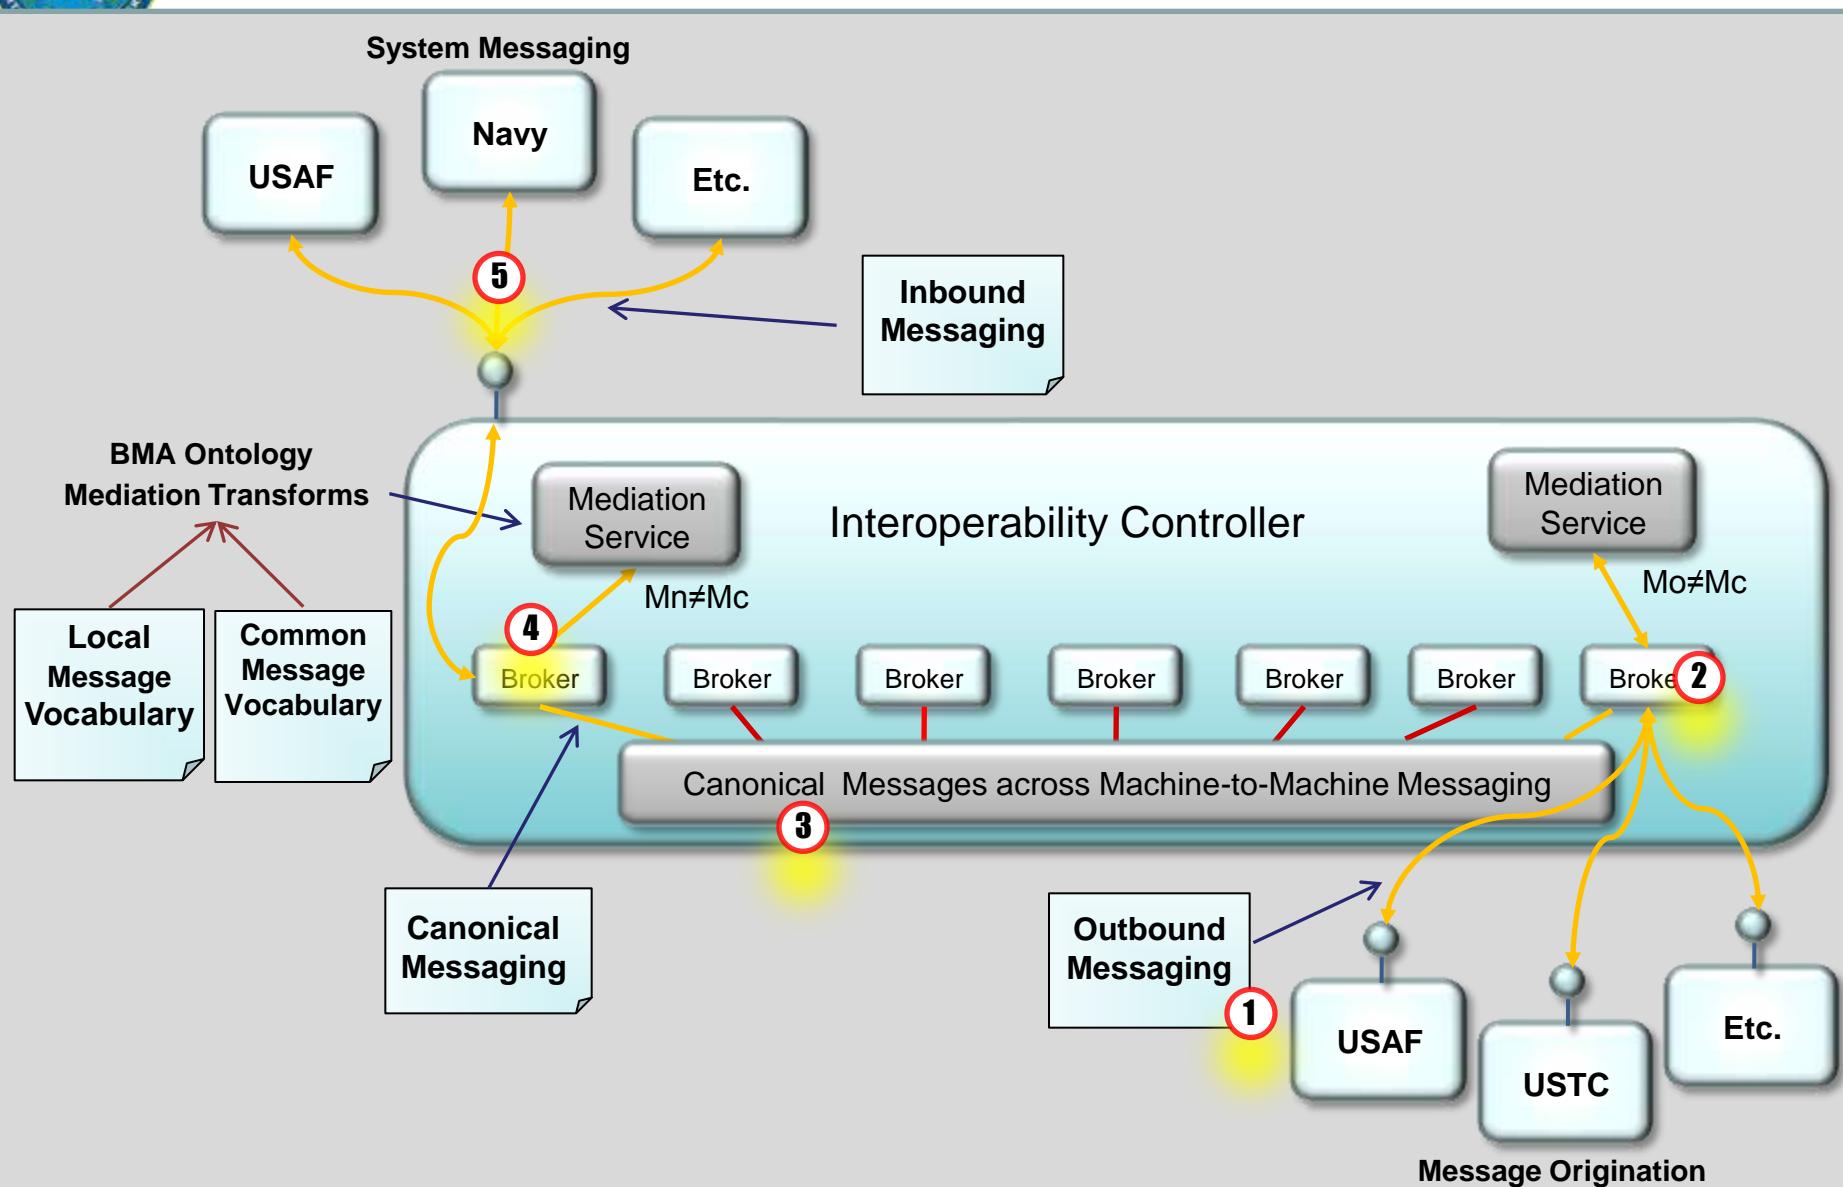 System Messaging
USAF
Navy
Etc.
5
Inbound
Messaging
BMA Ontology
Mediation Transforms
Mediation
Service
Interoperability Controller
Mediation
Service
Mn≠Mc
Mo≠Mc
Local
Message
Vocabulary
Common
Message
Vocabulary
4
Broker
Broker
Broker
Broker
Broker
Broker
Broke
2
Canonical Messages across Machine-to-Machine Messaging
3
Canonical
Messaging
Outbound
Messaging
1
USAF
USTC
Etc.
Message Origination